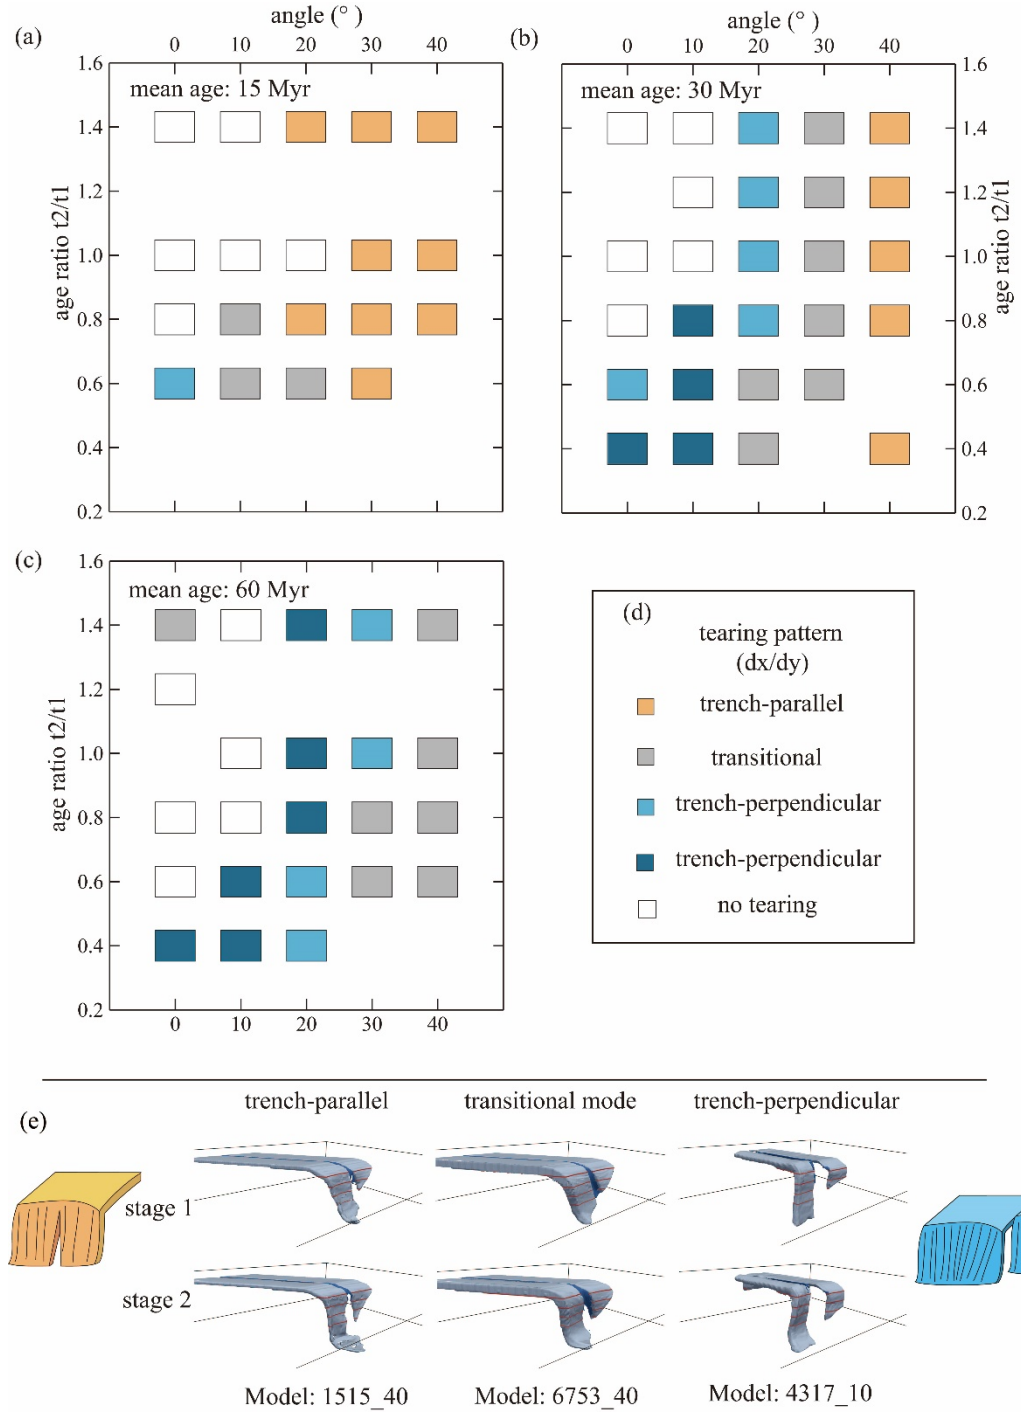 (a)
angle (° )
0 10 20 30 40
mean age: 15 Myr
age ratio t2/t1
1.6
1.4
1.2
1.0
0.8
0.6
0.4
0.2
(b)
angle (° )
0 10 20 30 40
mean age: 30 Myr
1.6
1.4
1.2
1.0
0.8
0.6
0.4
0.2
age ratio t2/t1
(c)
mean age: 60 Myr
age ratio t2/t1
1.6
1.4
1.2
1.0
0.8
0.6
0.4
0.2
0 10 20 30 40
(d)
tearing pattern
(dx/dy)
trench-parallel
transitional
trench-perpendicular
trench-perpendicular
no tearing
(e)
trench-parallel transitional mode trench-perpendicular
stage 1
stage 2
Model: 1515_40 Model: 6753_40 Model: 4317_10